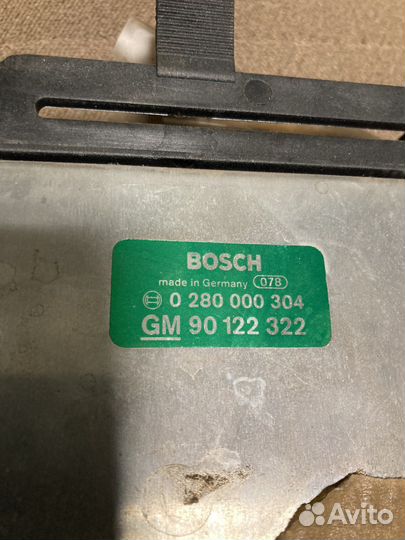 BOSCH
made in Germany 078
0 280 000 304
GM 90 122 322
Avito